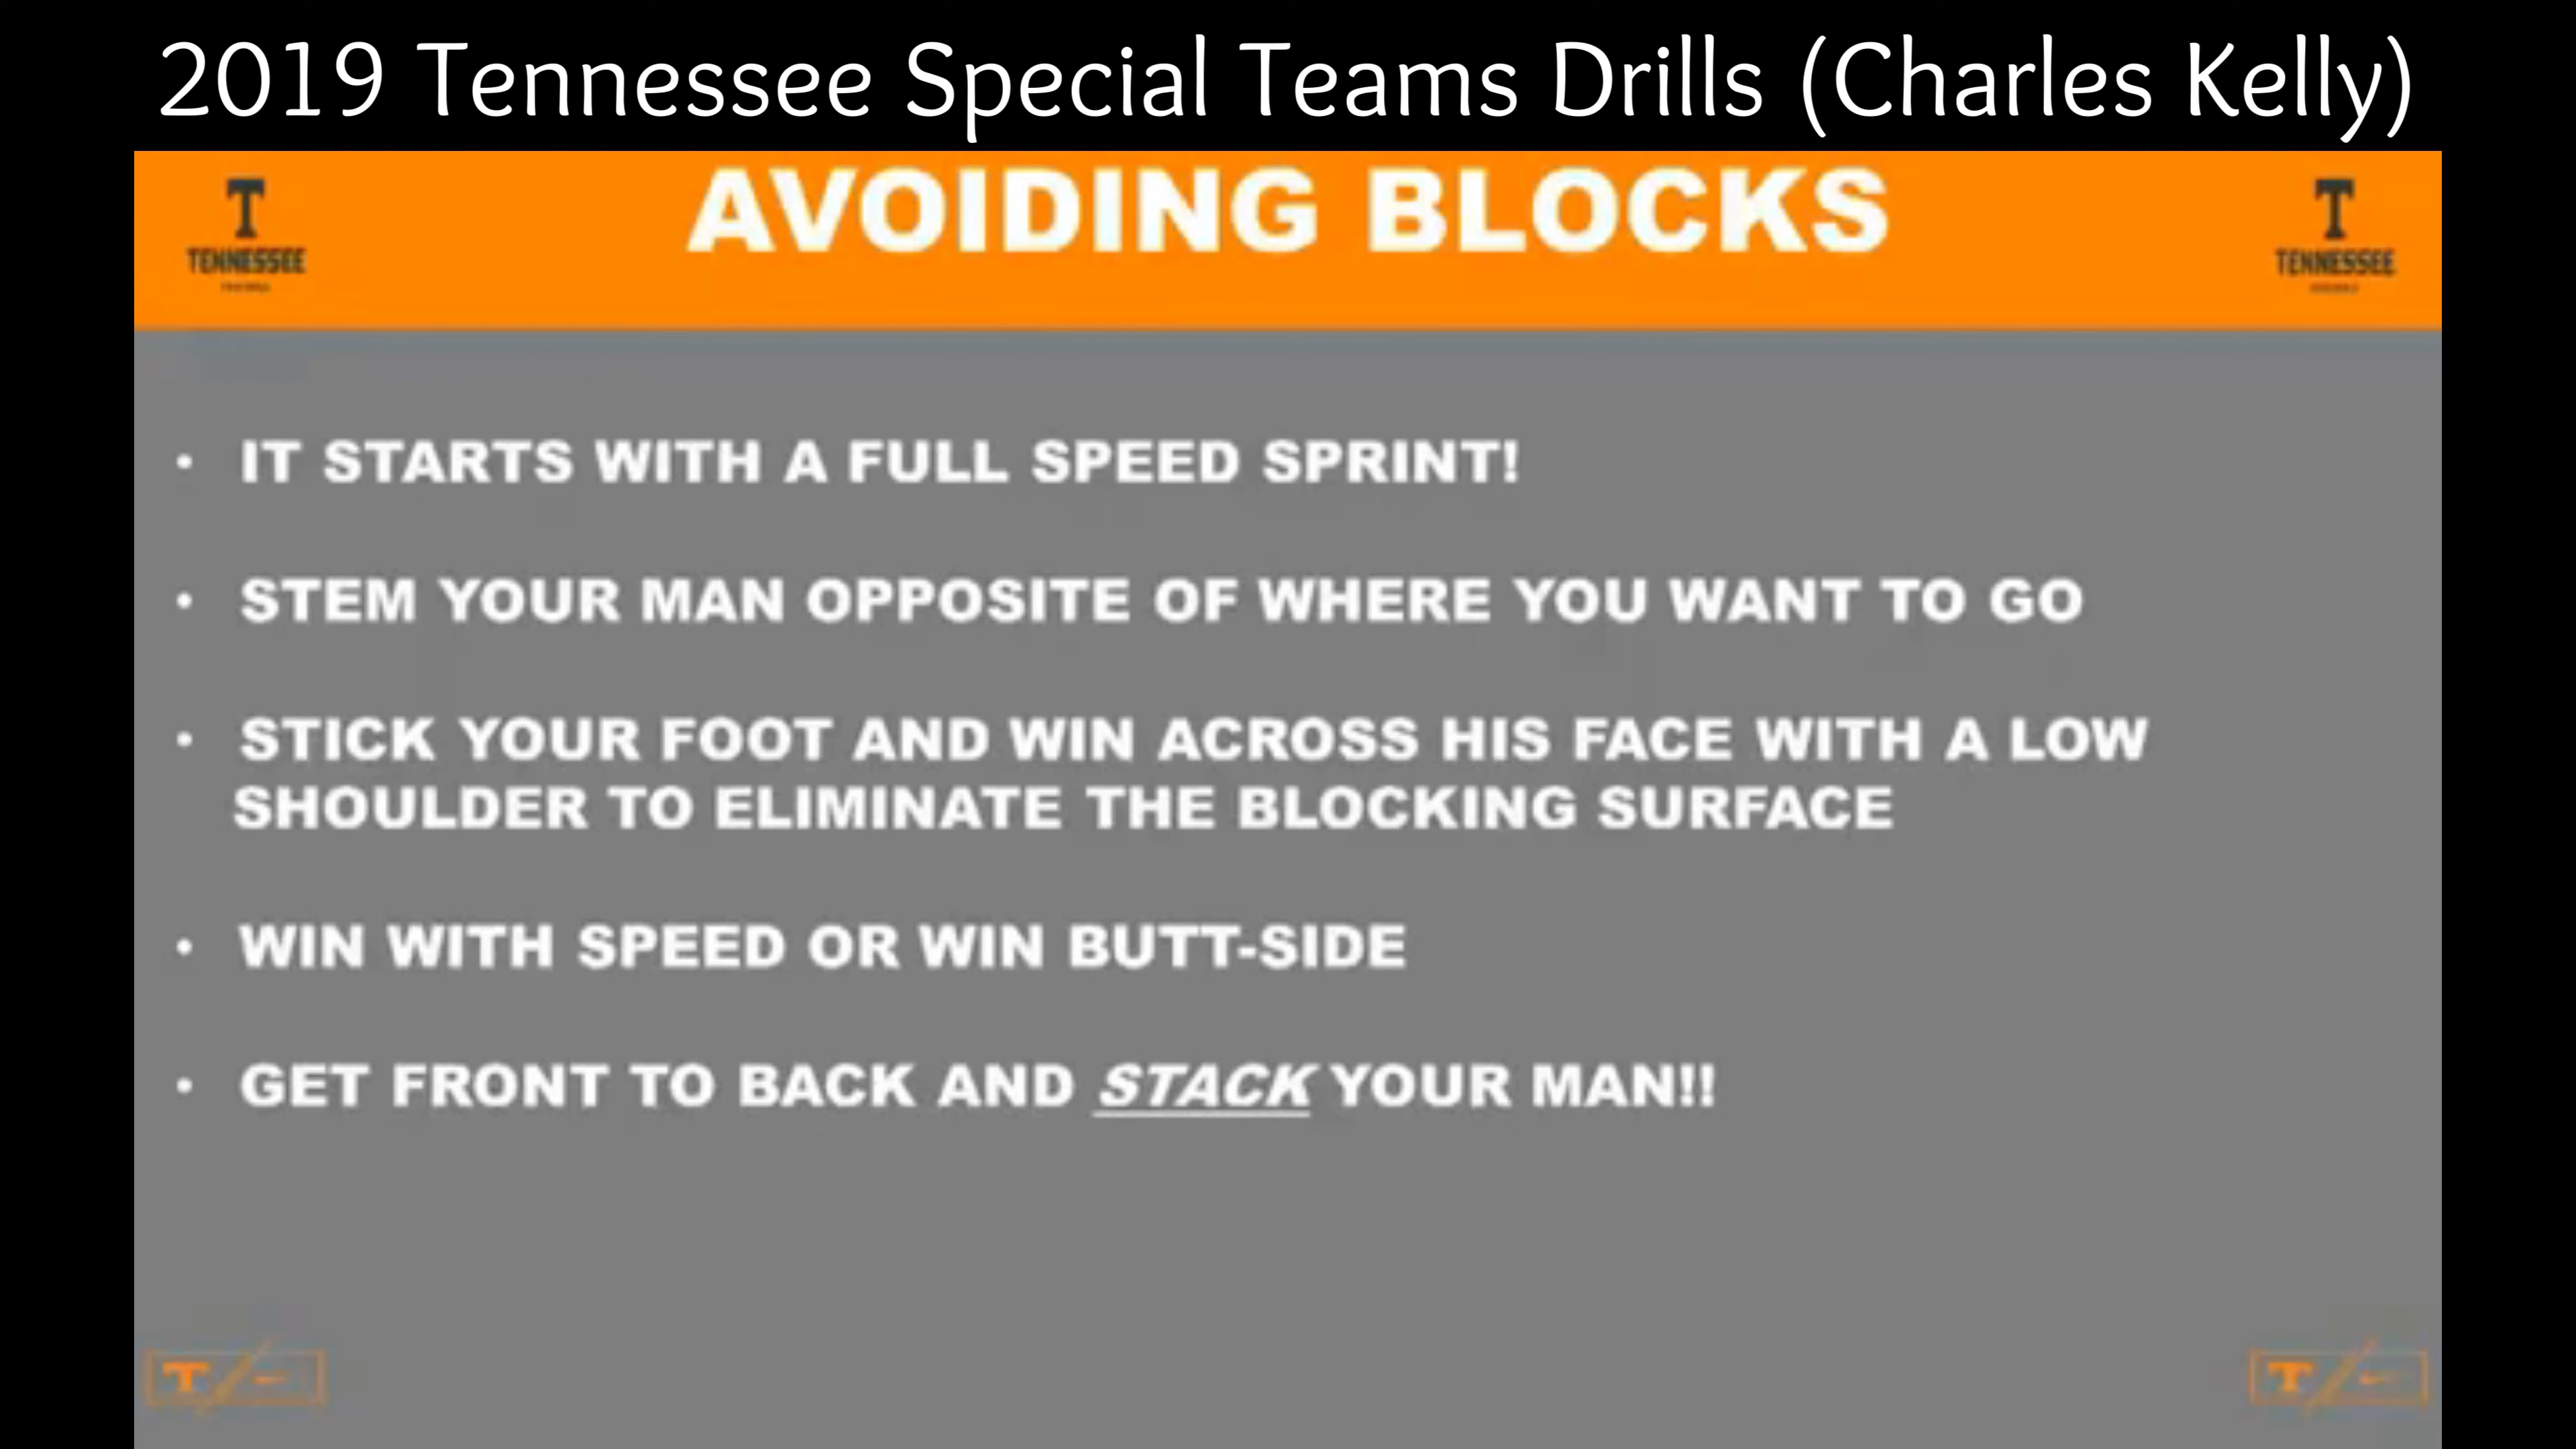 2019 Tennessee Special Teams Drills (Charles Kelly)
AVOIDING BLOCKS
T
TENNESSEE
T
TENNESSEE
• IT STARTS WITH A FULL SPEED SPRINT!
• STEM YOUR MAN OPPOSITE OF WHERE YOU WANT TO GO
• STICK YOUR FOOT AND WIN ACROSS HIS FACE WITH A LOW
SHOULDER TO ELIMINATE THE BLOCKING SURFACE
• WIN WITH SPEED OR WIN BUTT-SIDE
• GET FRONT TO BACK AND STACK YOUR MAN!!
T
T